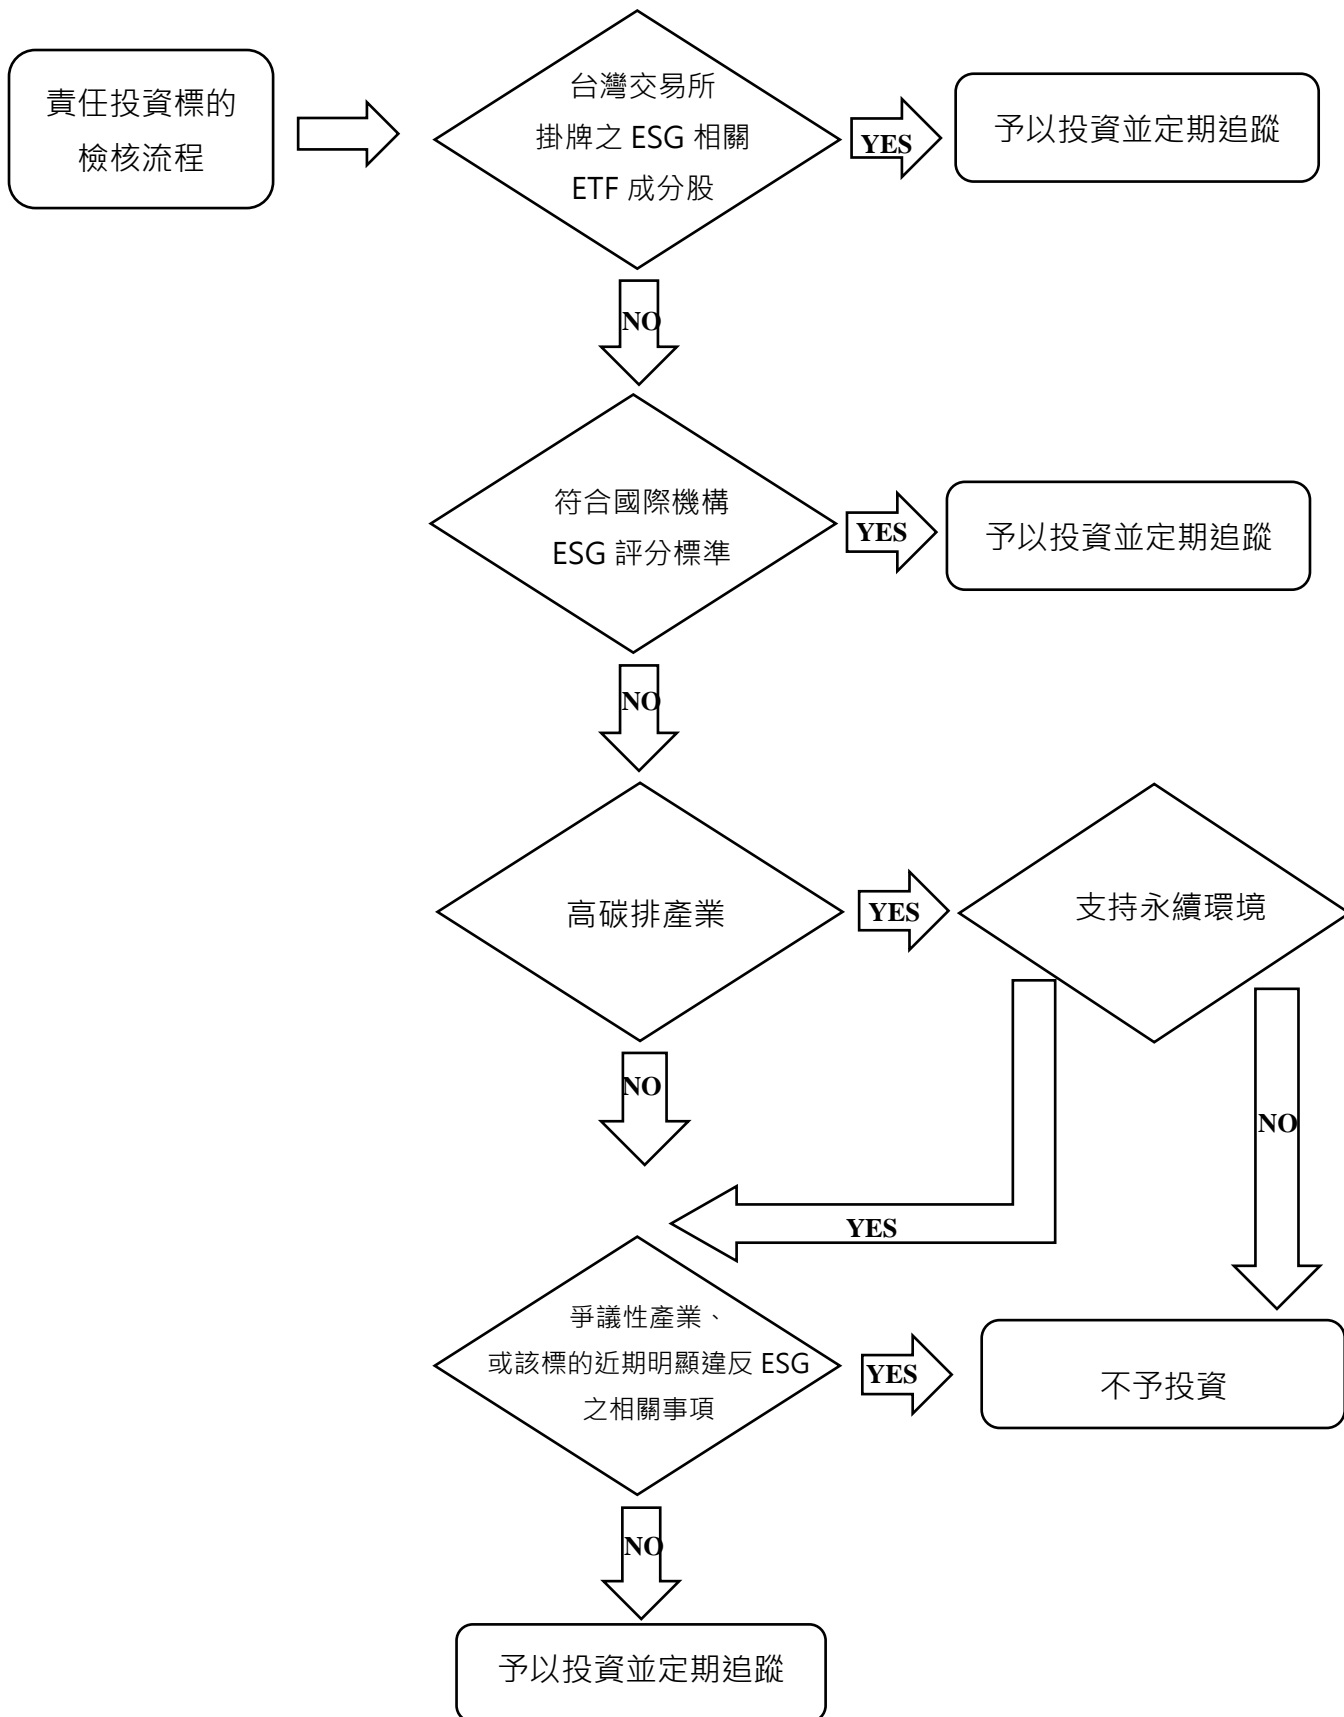 責任投資標的
檢核流程
台灣交易所
掛牌之 ESG 相關
ETF 成分股
YES
予以投資並定期追蹤
NO
符合國際機構
ESG 評分標準
YES
予以投資並定期追蹤
NO
高碳排產業
YES
支持永續環境
NO
NO
YES
爭議性產業、
或該標的近期明顯違反 ESG
之相關事項
YES
不予投資
NO
予以投資並定期追蹤